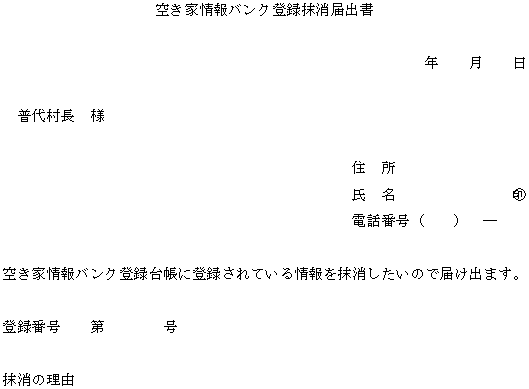 空き家情報バンク登録抹消届出書
年　　月　　日
普代村長　様
住　所
氏　名　　　　　　　　㊞
電話番号（　　）　―
空き家情報バンク登録台帳に登録されている情報を抹消したいので届け出ます。
登録番号　　第　　　　号
抹消の理由